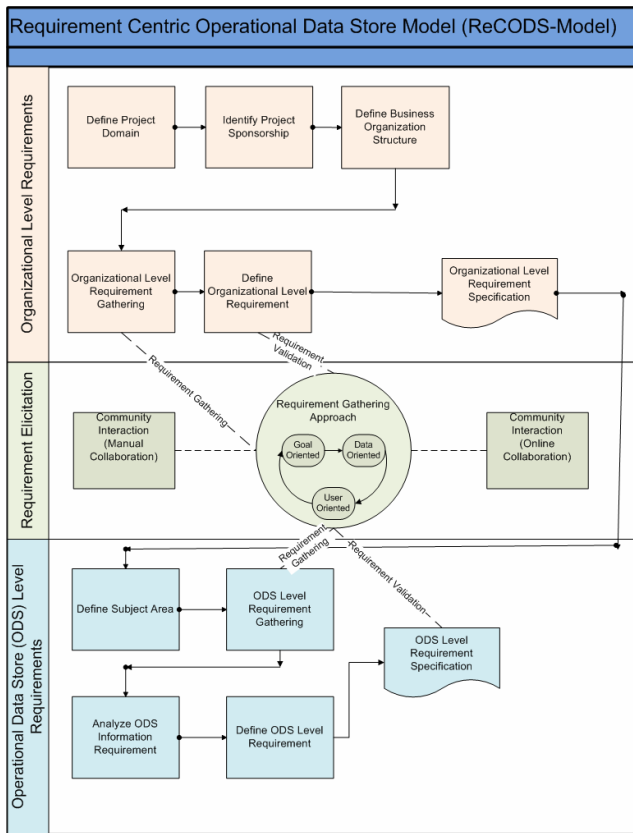 Requirement Centric Operational Data Store Model (ReCODS-Model)
Organizational Level Requirements
Define Project
Domain
Identify Project
Sponsorship
Define Business
Organization
Structure
Organizational Level
Requirement
Gathering
Define
Organizational Level
Requirement
Organizational Level
Requirement
Specification
Requirement Gathering
Requirement
Validation
Requirement Elicitation
Community
Interaction
(Manual
Collaboration)
Requirement Gathering
Approach
Goal
Oriented
Data
Oriented
User
Oriented
Community
Interaction
(Online
Collaboration)
Requirement
Gathering
Requirement Validation
Operational Data Store (ODS) Level
Requirements
Define Subject Area
ODS Level
Requirement
Gathering
ODS Level
Requirement
Specification
Analyze ODS
Information
Requirement
Define ODS Level
Requirement